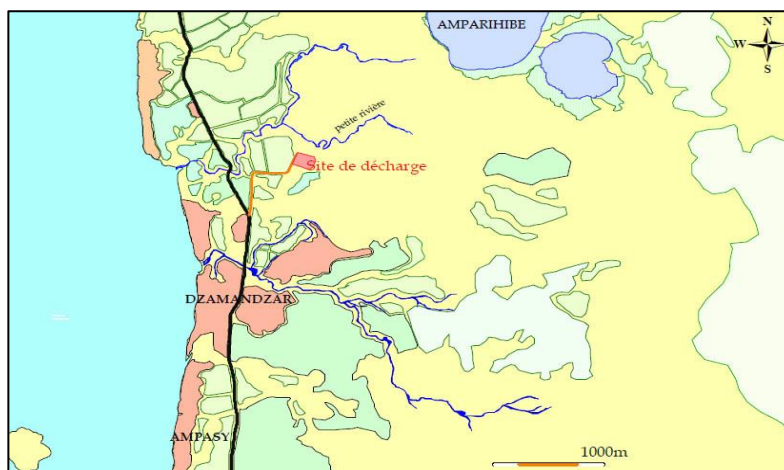 AMPARIHIBE
N
W E
S
petite rivière
Site de décharge
DZAMANDZAR
AMPASY
1000m